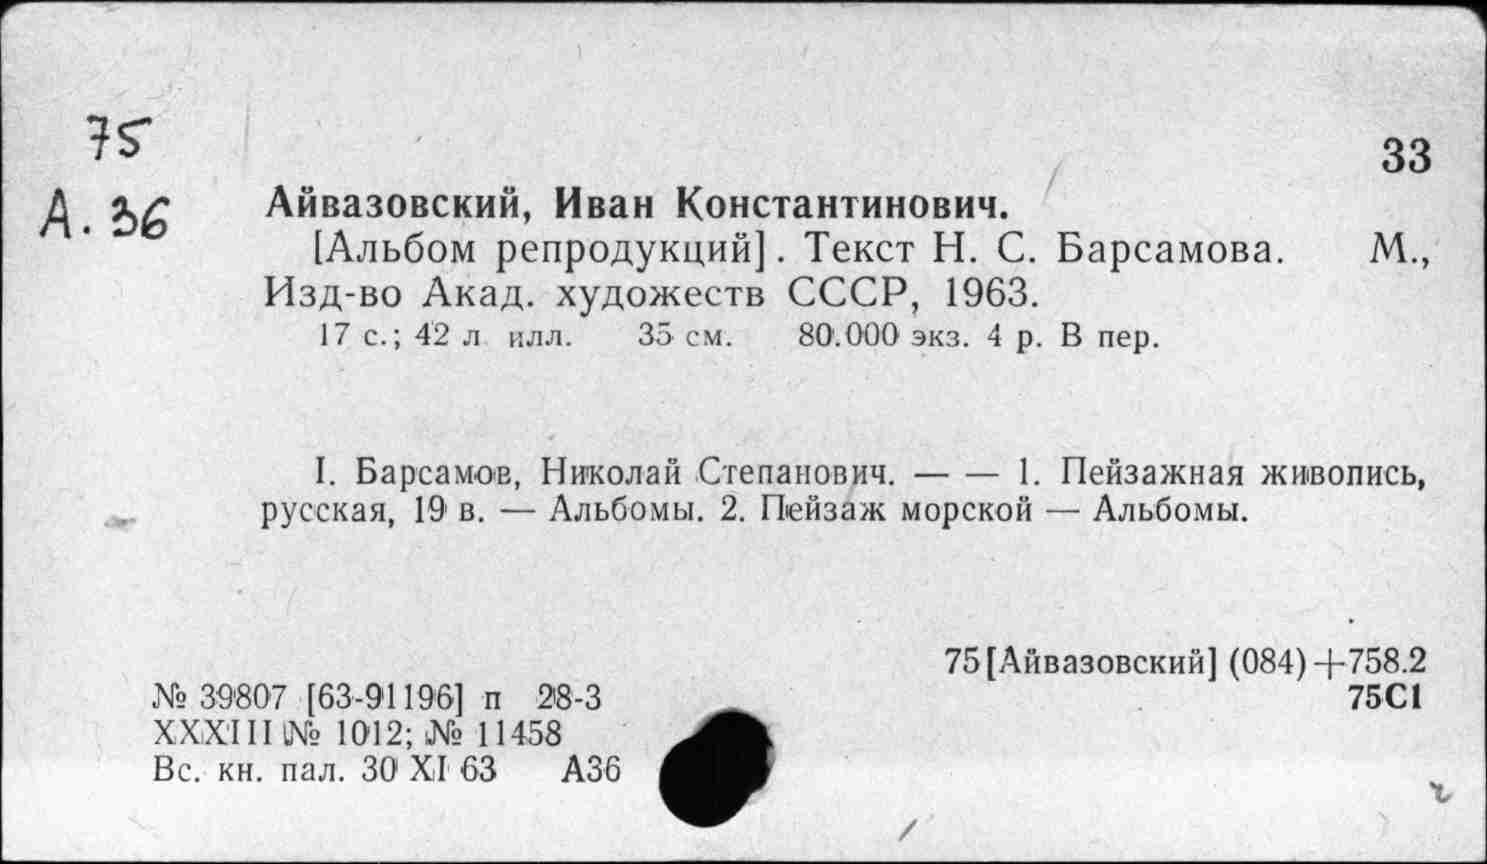 75
33
А. 36
Айвазовский, Иван Константинович.
[Альбом репродукций]. Текст Н. С. Барсамова. М.,
Изд-во Акад. художеств СССР, 1963.
17 с.; 42 л. илл. 35 см. 80.000 экз. 4 р. В пер.
I. Барсамов, Николай Степанович. — — 1. Пейзажная живопись,
русская, 19 в. — Альбомы. 2. Пейзаж морской — Альбомы.
75[Айвазовский] (084)+758.2
75С1
№ 39807 [63-91196] п 28-3
XXXIII № 1012; № 11458
Вс. кн. пал. 30 XI 63 А36